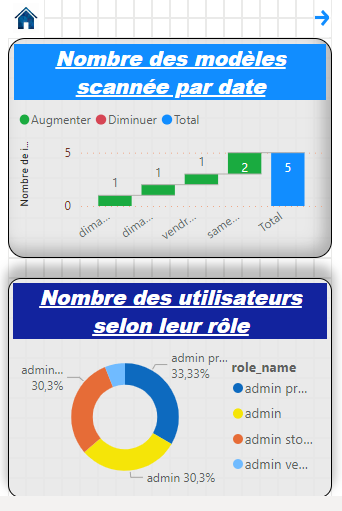 Nombre des modèles
scannée par date
Augmenter Diminuer Total
Nombre de i...
5
0
1
1
1
2
5
dima...
dima...
vendr...
same...
Total
Nombre des utilisateurs
selon leur rôle
admin pr...
33,33%
admin...
30,3%
admin 30,3%
role_name
admin pr...
admin
admin sto...
admin ve...